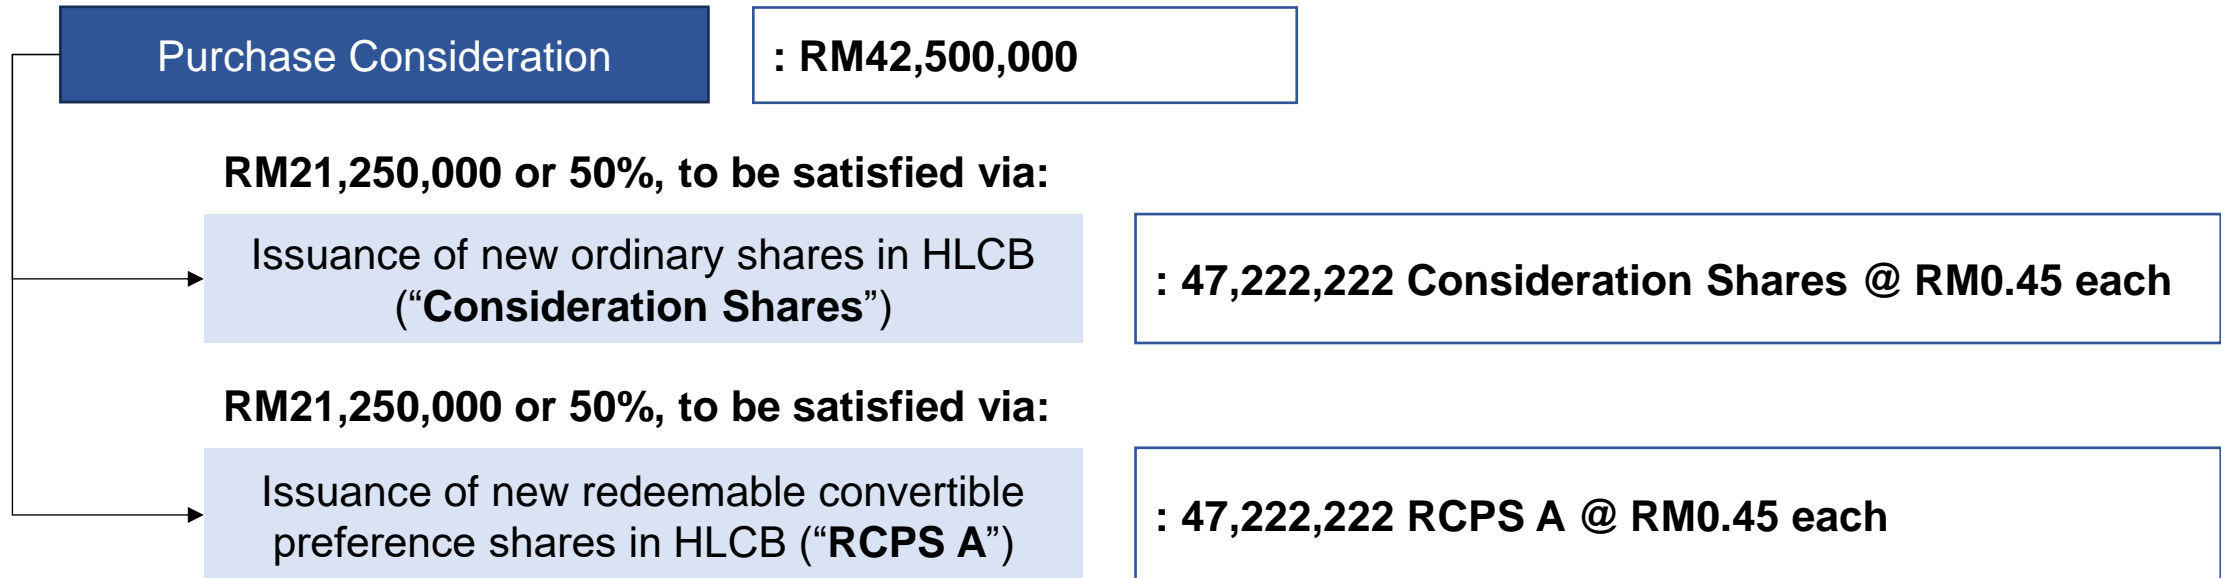 Purchase Consideration
: RM42,500,000
RM21,250,000 or 50%, to be satisfied via:
Issuance of new ordinary shares in HLCB
(“Consideration Shares”)
: 47,222,222 Consideration Shares @ RM0.45 each
RM21,250,000 or 50%, to be satisfied via:
Issuance of new redeemable convertible
preference shares in HLCB (“RCPS A”)
: 47,222,222 RCPS A @ RM0.45 each